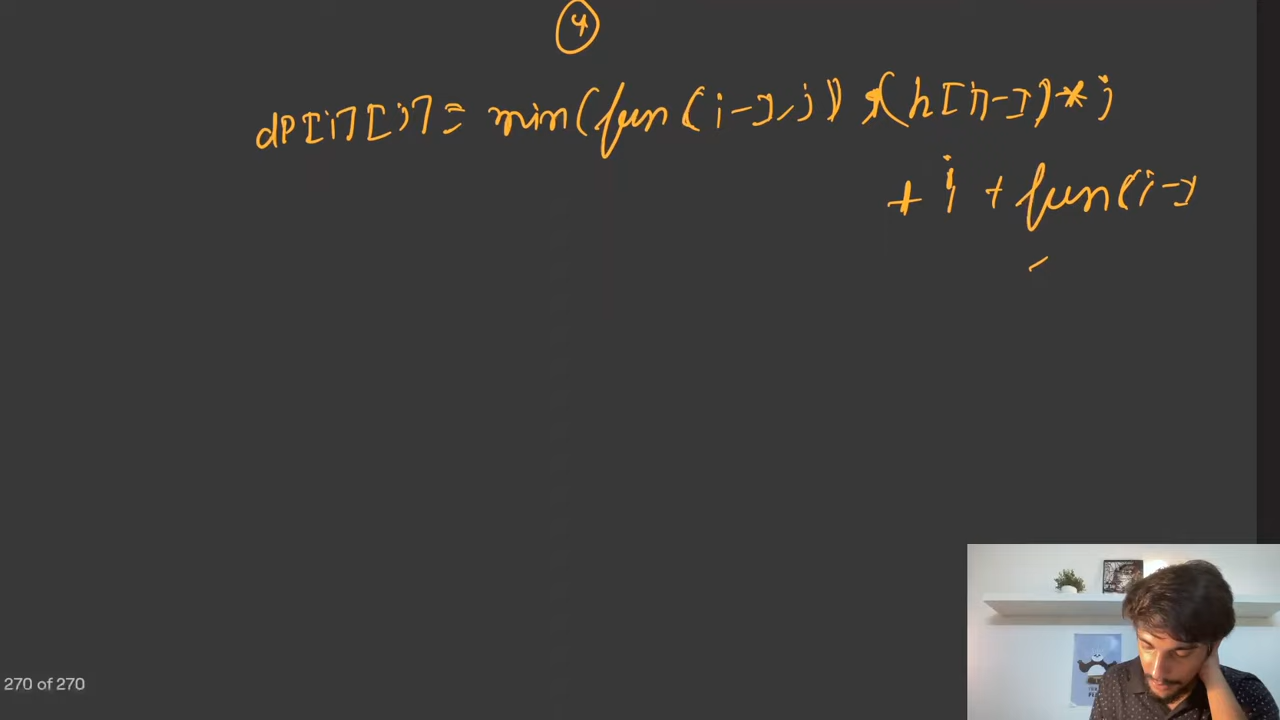 4
dp[i][j] = min(fun(i-1,j)) (h[i-1)*j
+ j + fun(i-1
270 of 270